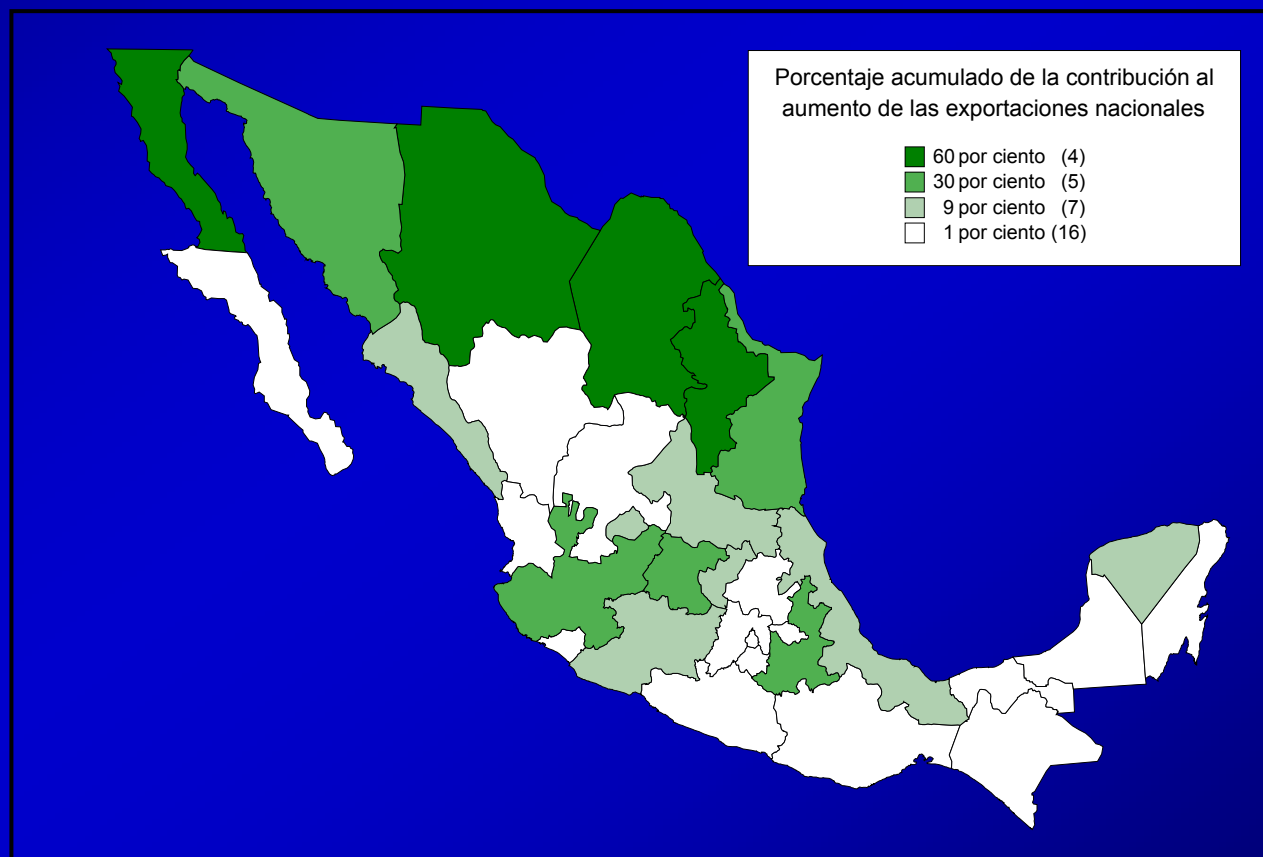 Porcentaje acumulado de la contribución al
aumento de las exportaciones nacionales
60 por ciento (4)
30 por ciento (5)
9 por ciento (7)
1 por ciento (16)